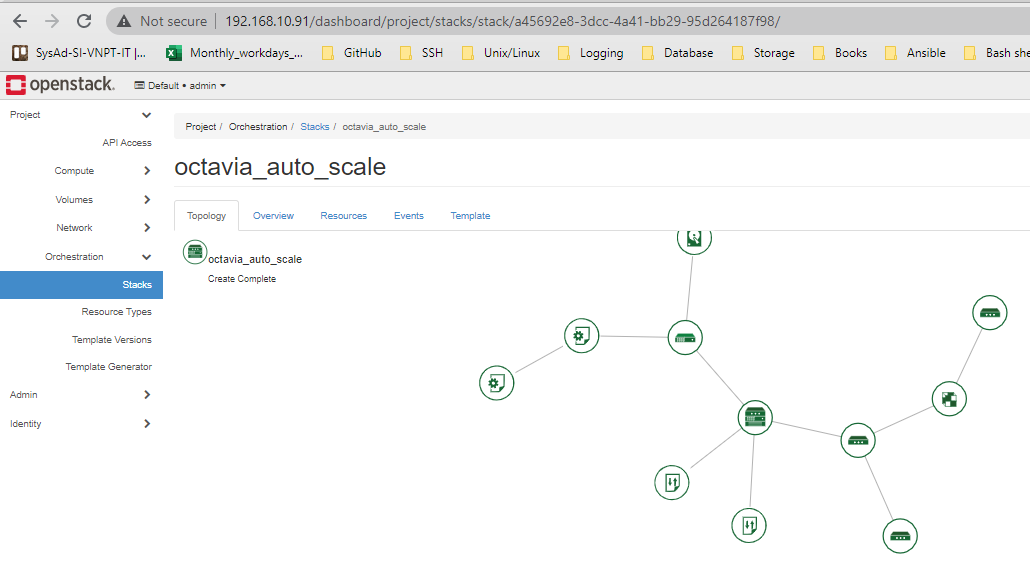 Not secure | 192.168.10.91/dashboard/project/stacks/stack/a45692e8-3dcc-4a41-bb29-95d264187f98/
SysAd-SI-VNPT-IT |... Monthly_workdays_... GitHub SSH Unix/Linux Logging Database Storage Books Ansible Bash she
openstack. Default • admin
Project
API Access
Compute
Volumes
Network
Orchestration
Stacks
Resource Types
Template Versions
Template Generator
Admin
Identity
Project / Orchestration / Stacks / octavia_auto_scale
octavia_auto_scale
Topology Overview Resources Events Template
octavia_auto_scale
Create Complete